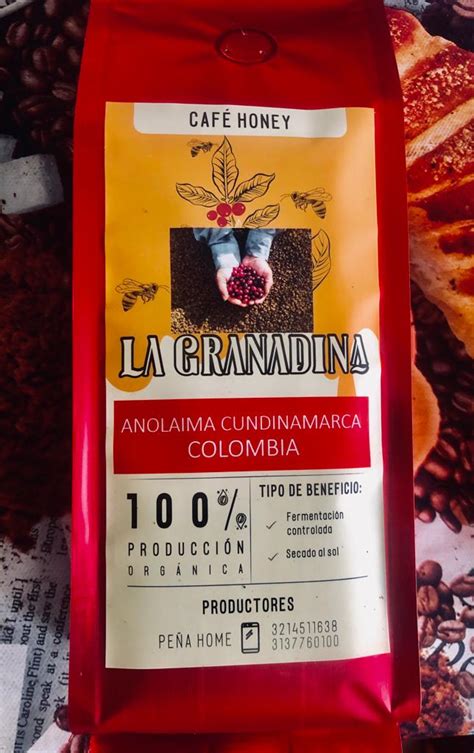 CAFÉ HONEY
LA GRANADINA
ANOLAIMA CUNDINAMARCA
COLOMBIA
100%
PRODUCCIÓN
ORGÁNICA
TIPO DE BENEFICIO:
Fermentación
controlada
Secado al sol
PRODUCTORES
PEÑA HOME
3214511638
3137760100